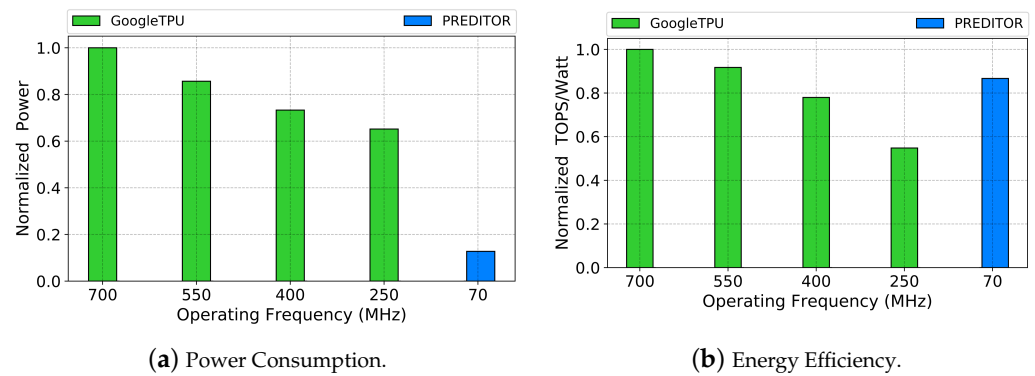 GoogleTPU PREDITOR
1.0
0.8
0.6
0.4
0.2
0.0
Normalized Power
700 550 400 250 70
Operating Frequency (MHz)
(a) Power Consumption.
GoogleTPU PREDITOR
1.0
0.8
0.6
0.4
0.2
0.0
Normalized TOPS/Watt
700 550 400 250 70
Operating Frequency (MHz)
(b) Energy Efficiency.